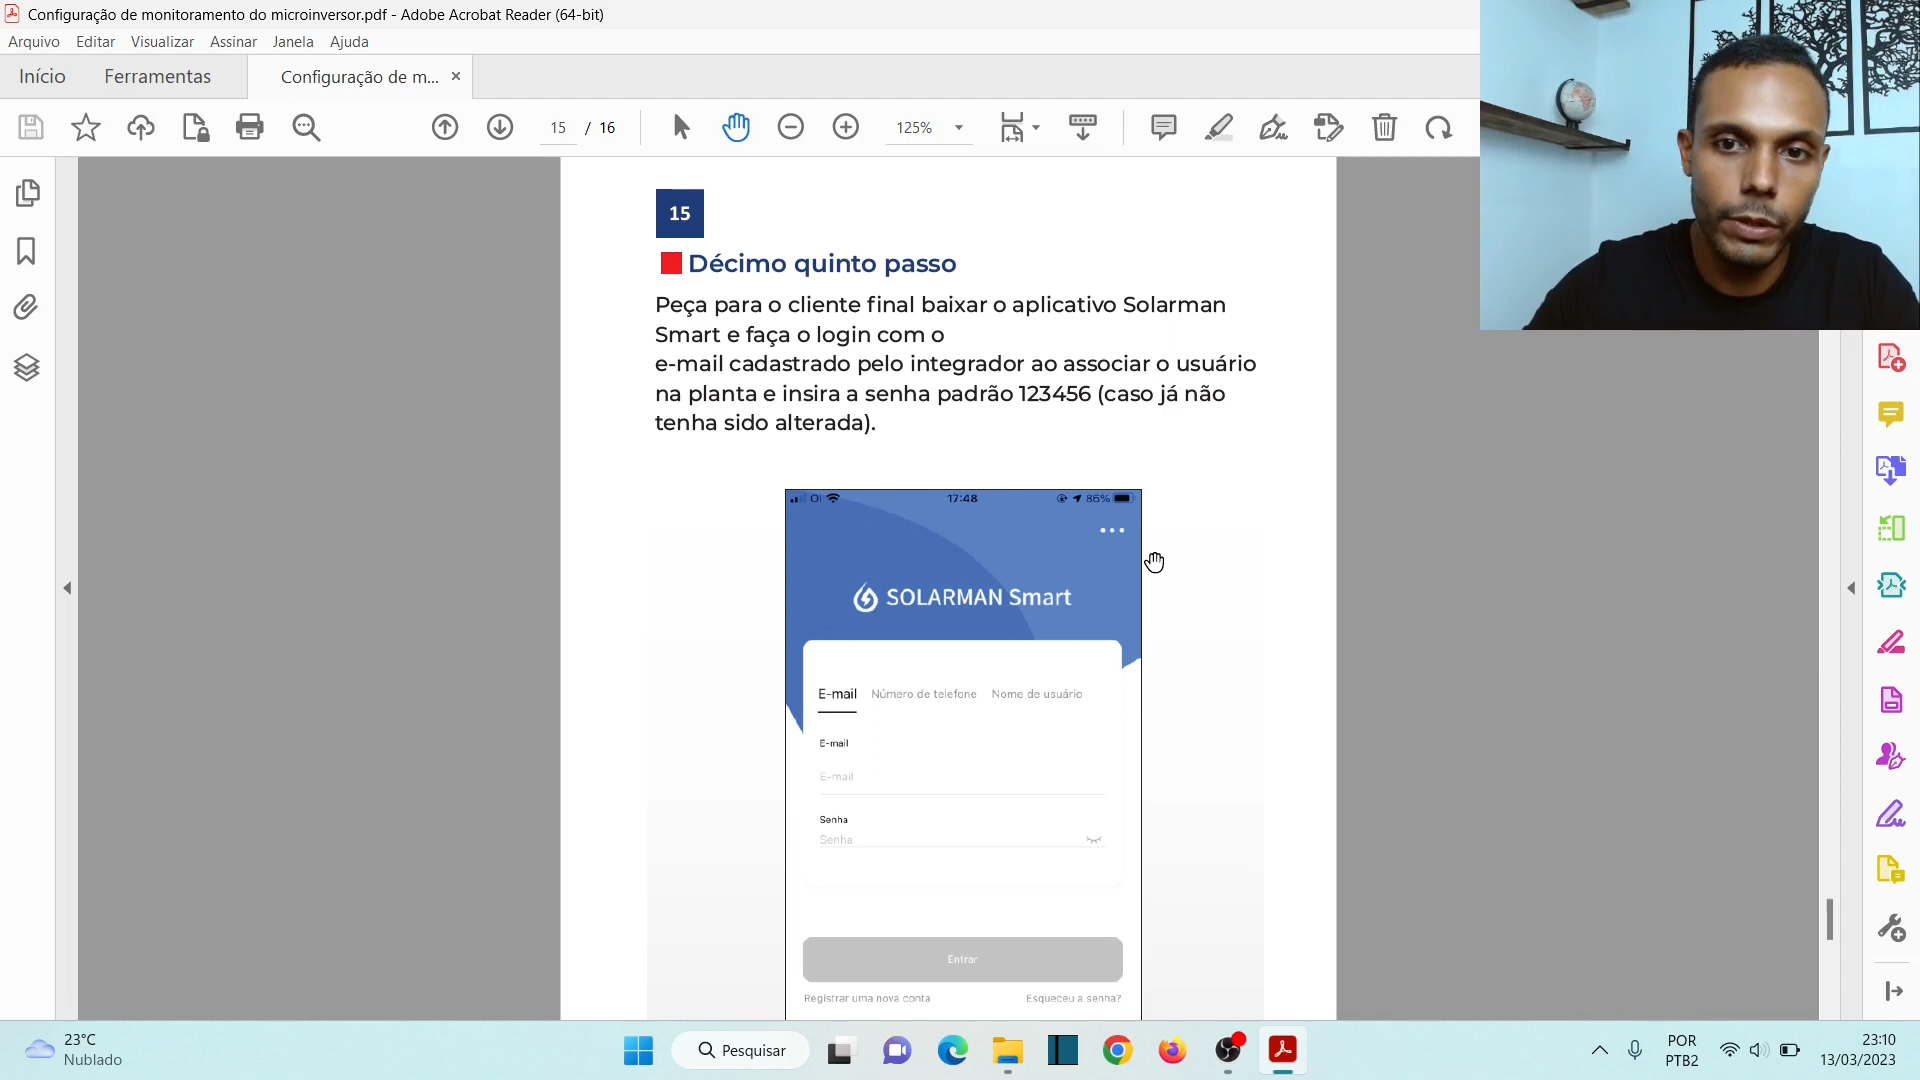 Configuração de monitoramento do microinversor.pdf - Adobe Acrobat Reader (64-bit)
Arquivo Editar Visualizar Assinar Janela Ajuda
Início Ferramentas Configuração de m...
15 / 16 125%
15
Décimo quinto passo
Peça para o cliente final baixar o aplicativo Solarman
Smart e faça o login com o
e-mail cadastrado pelo integrador ao associar o usuário
na planta e insira a senha padrão 123456 (caso já não
tenha sido alterada).
OI 17:48 86%
SOLARMAN Smart
E-mail Número de telefone Nome de usuário
E-mail
E-mail
Senha
Senha
Entrar
Registrar uma nova conta Esqueceu a senha?
23°C
Nublado
Pesquisar
POR
PTB2
23:10
13/03/2023